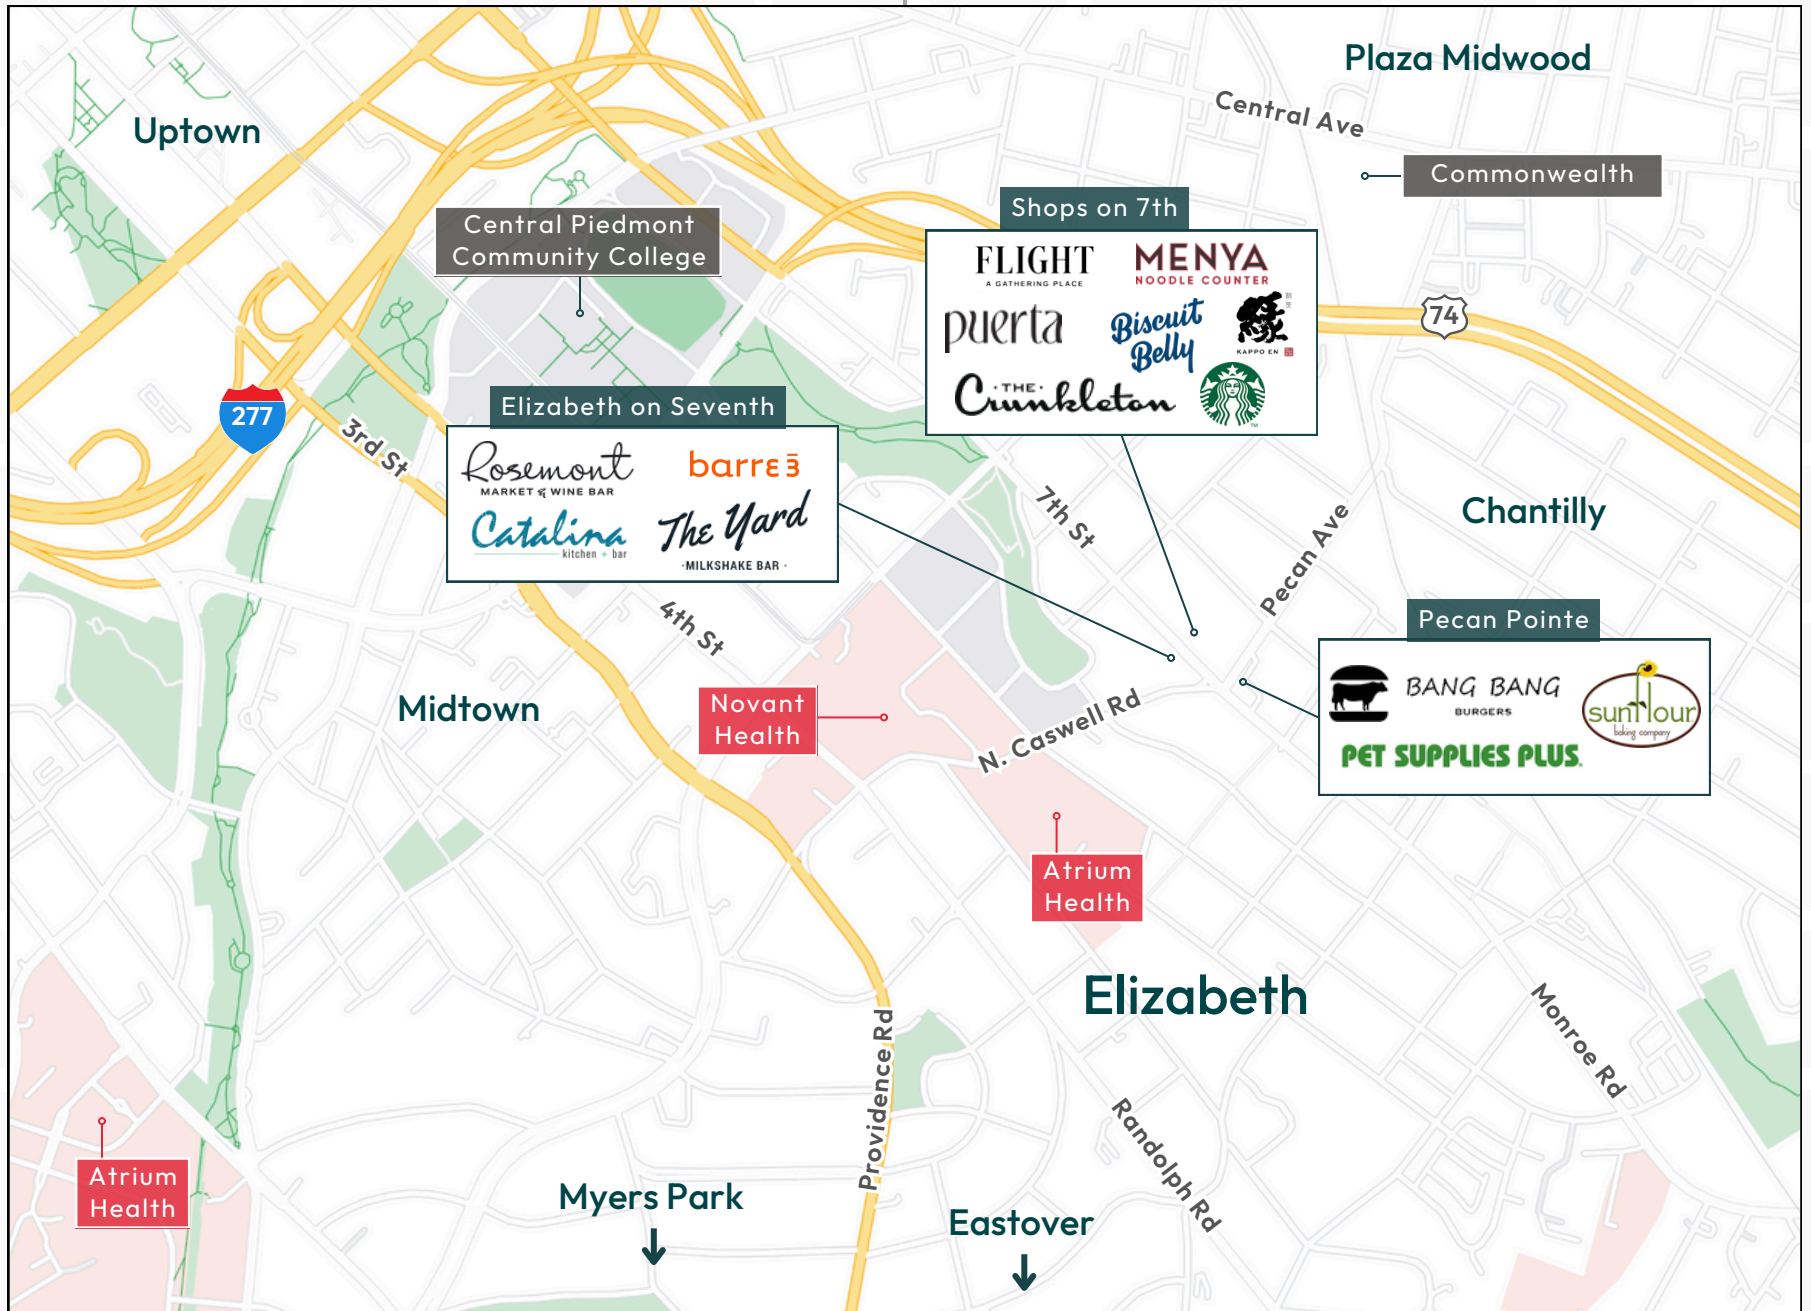 Plaza Midwood
Central Ave
Uptown
Commonwealth
Shops on 7th
Central Piedmont
Community College
FLIGHT
A GATHERING PLACE
MENYA
NOODLE COUNTER
puerta
Biscuit
Belly
KAPPO EN
THE
Crunkleton
TM
74
277
3rd St
Elizabeth on Seventh
Rosemont
MARKET & WINE BAR
barre3
Catalina
kitchen + bar
The Yard
·MILKSHAKE BAR·
7th St
Pecan Ave
Chantilly
4th St
Pecan Pointe
BANG BANG
BURGERS
sunflour
baking company
PET SUPPLIES PLUS.
Midtown
Novant
Health
N. Caswell Rd
Atrium
Health
Elizabeth
Monroe Rd
Providence Rd
Randolph Rd
Atrium
Health
Myers Park
Eastover